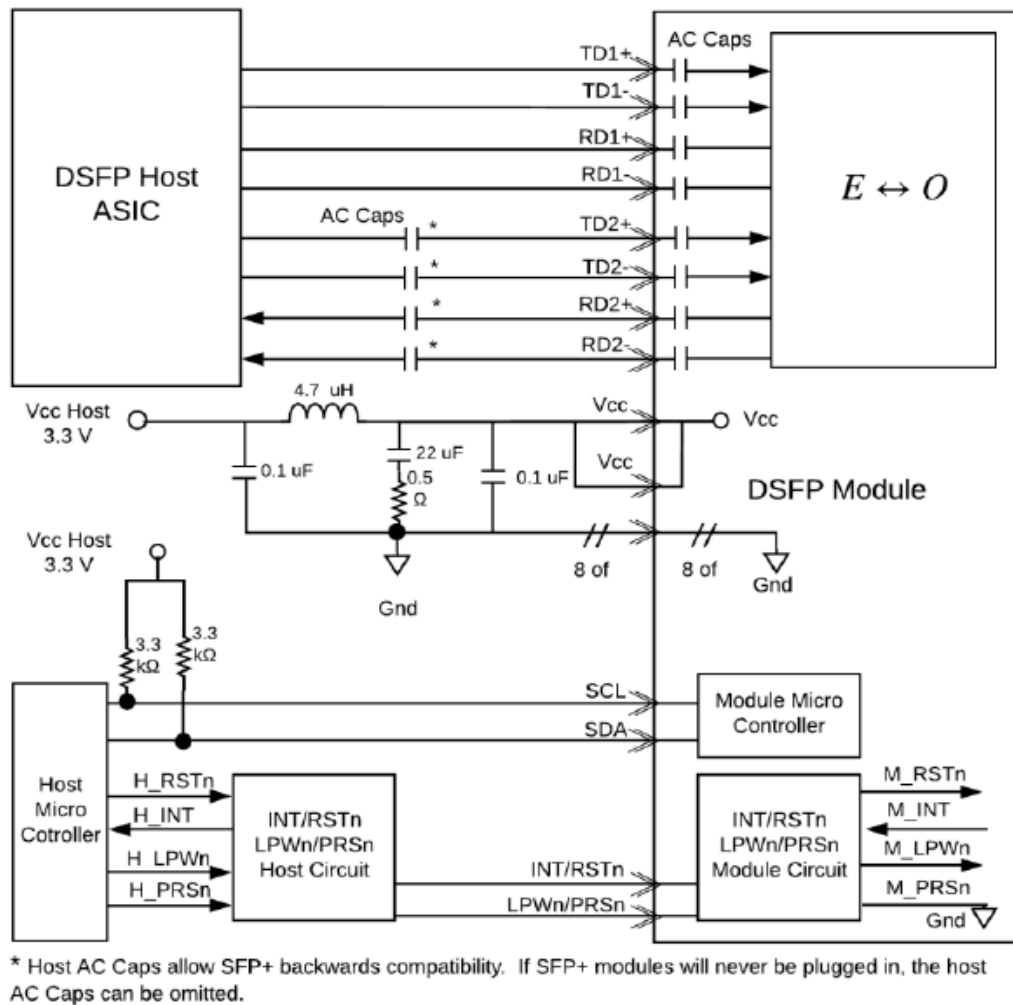 AC Caps
TD1+
TD1-
RD1+
RD1-
DSFP Host
ASIC
E ↔ O
AC Caps
*
TD2+
*
TD2-
*
RD2+
*
RD2-
4.7 uH
Vcc Host
3.3 V
Vcc
Vcc
0.1 uF
22 uF
0.5
Ω
0.1 uF
Vcc
DSFP Module
Vcc Host
3.3 V
8 of
8 of
Gnd
Gnd
3.3
kΩ
3.3
kΩ
SCL
SDA
Module Micro
Controller
Host
Micro
Cotroller
H_RSTn
H_INT
H_LPWn
H_PRSn
INT/RSTn
LPWn/PRSn
Host Circuit
INT/RSTn
LPWn/PRSn
INT/RSTn
LPWn/PRSn
Module Circuit
M_RSTn
M_INT
M_LPWn
M_PRSn
Gnd
* Host AC Caps allow SFP+ backwards compatibility. If SFP+ modules will never be plugged in, the host
AC Caps can be omitted.